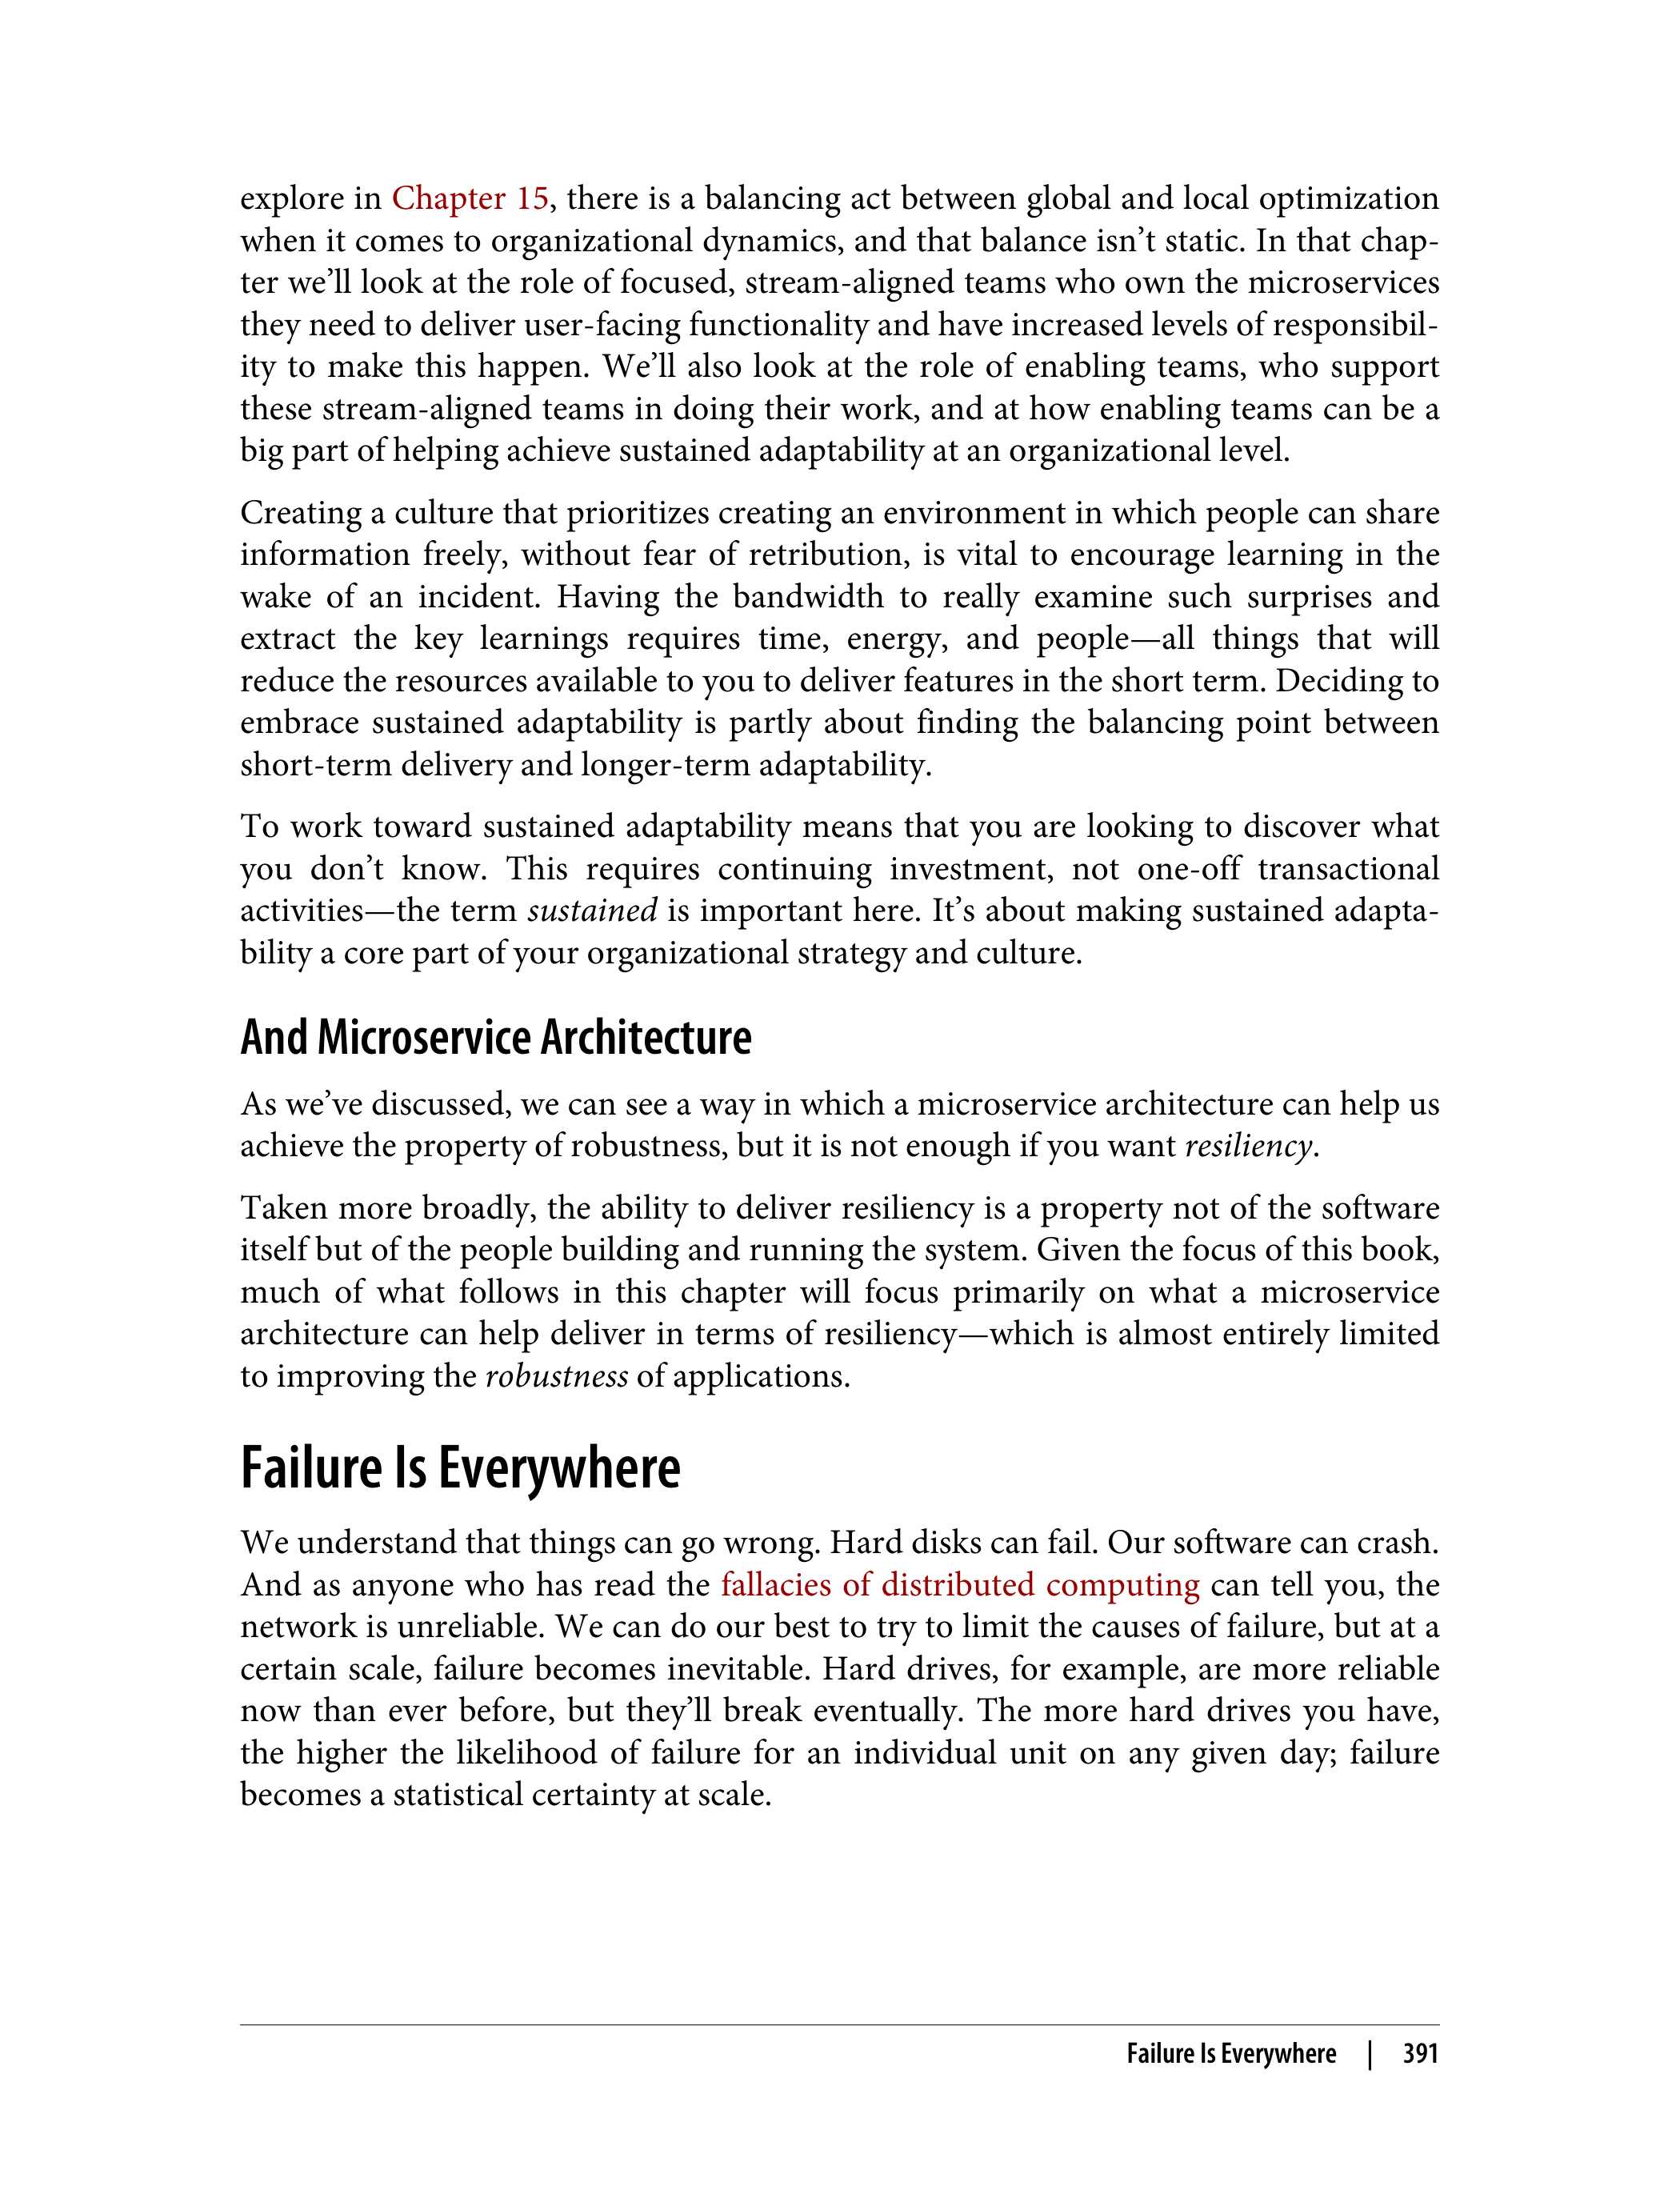 explore in Chapter 15, there is a balancing act between global and local optimization
when it comes to organizational dynamics, and that balance isn’t static. In that chap-
ter we’ll look at the role of focused, stream-aligned teams who own the microservices
they need to deliver user-facing functionality and have increased levels of responsibil-
ity to make this happen. We’ll also look at the role of enabling teams, who support
these stream-aligned teams in doing their work, and at how enabling teams can be a
big part of helping achieve sustained adaptability at an organizational level.
Creating a culture that prioritizes creating an environment in which people can share
information freely, without fear of retribution, is vital to encourage learning in the
wake of an incident. Having the bandwidth to really examine such surprises and
extract the key learnings requires time, energy, and people—all things that will
reduce the resources available to you to deliver features in the short term. Deciding to
embrace sustained adaptability is partly about finding the balancing point between
short-term delivery and longer-term adaptability.
To work toward sustained adaptability means that you are looking to discover what
you don’t know. This requires continuing investment, not one-off transactional
activities—the term sustained is important here. It’s about making sustained adapta-
bility a core part of your organizational strategy and culture.
And Microservice Architecture
As we’ve discussed, we can see a way in which a microservice architecture can help us
achieve the property of robustness, but it is not enough if you want resiliency.
Taken more broadly, the ability to deliver resiliency is a property not of the software
itself but of the people building and running the system. Given the focus of this book,
much of what follows in this chapter will focus primarily on what a microservice
architecture can help deliver in terms of resiliency—which is almost entirely limited
to improving the robustness of applications.
Failure Is Everywhere
We understand that things can go wrong. Hard disks can fail. Our software can crash.
And as anyone who has read the fallacies of distributed computing can tell you, the
network is unreliable. We can do our best to try to limit the causes of failure, but at a
certain scale, failure becomes inevitable. Hard drives, for example, are more reliable
now than ever before, but they’ll break eventually. The more hard drives you have,
the higher the likelihood of failure for an individual unit on any given day; failure
becomes a statistical certainty at scale.
Failure Is Everywhere | 391